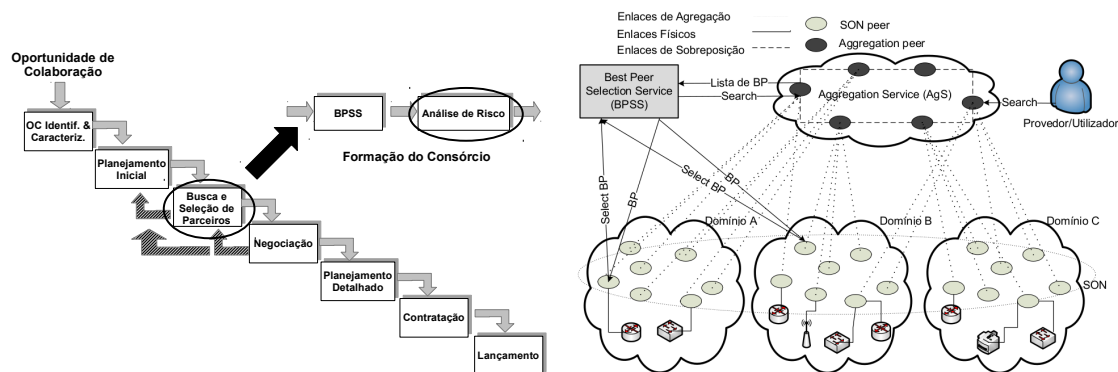 Oportunidade de
Colaboração
OC Identif. &
Caracteriz.
Planejamento
Inicial
Busca e
Seleção de
Parceiros
Negociação
Planejamento
Detalhado
Contratação
Lançamento
BPSS
Análise de Risco
Formação do Consórcio
Enlaces de Agregação
Enlaces Físicos
Enlaces de Sobreposição
SON peer
Aggregation peer
Best Peer
Selection Service
(BPSS)
Lista de BP
Search
Aggregation Service (AgS)
Search
Provedor/Utilizador
Select BP
BP
Select BP
BP
Domínio A
Domínio B
Domínio C
SON